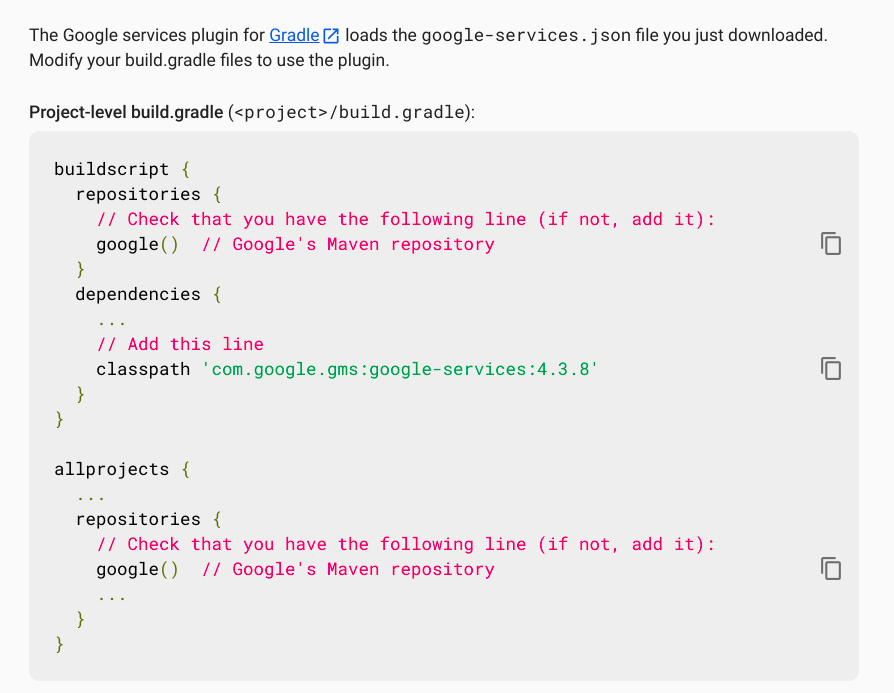 The Google services plugin for Gradle loads the google-services.json file you just downloaded.
Modify your build.gradle files to use the plugin.
Project-level build.gradle (<project>/build.gradle):
buildscript {
  repositories {
    // Check that you have the following line (if not, add it):
    google()  // Google's Maven repository
  }
  dependencies {
    ...
    // Add this line
    classpath 'com.google.gms:google-services:4.3.8'
  }
}
allprojects {
  ...
  repositories {
    // Check that you have the following line (if not, add it):
    google()  // Google's Maven repository
    ...
  }
}